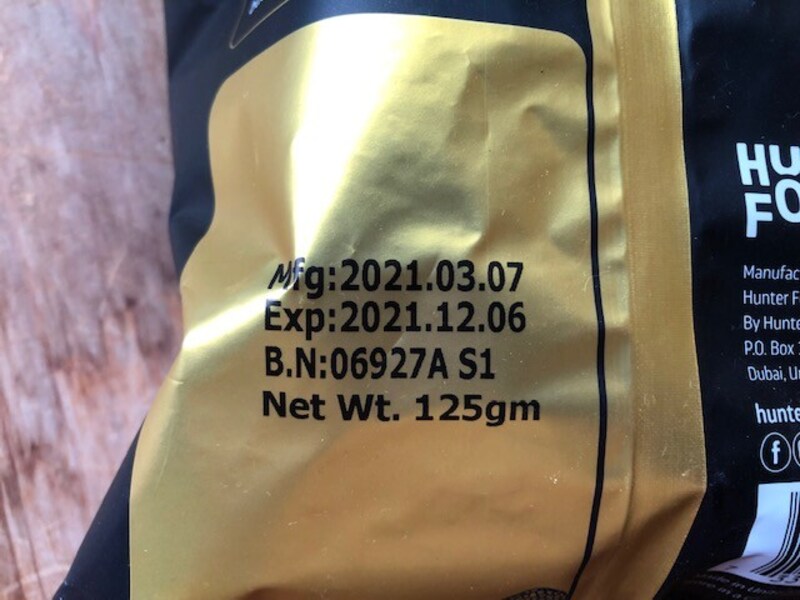 Mfg:2021.03.07
Exp:2021.12.06
B.N:06927A S1
Net Wt. 125gm
HU
FO
Manufac
Hunter F
By Hunte
P.O. Box
Dubai, Un
hunte
f